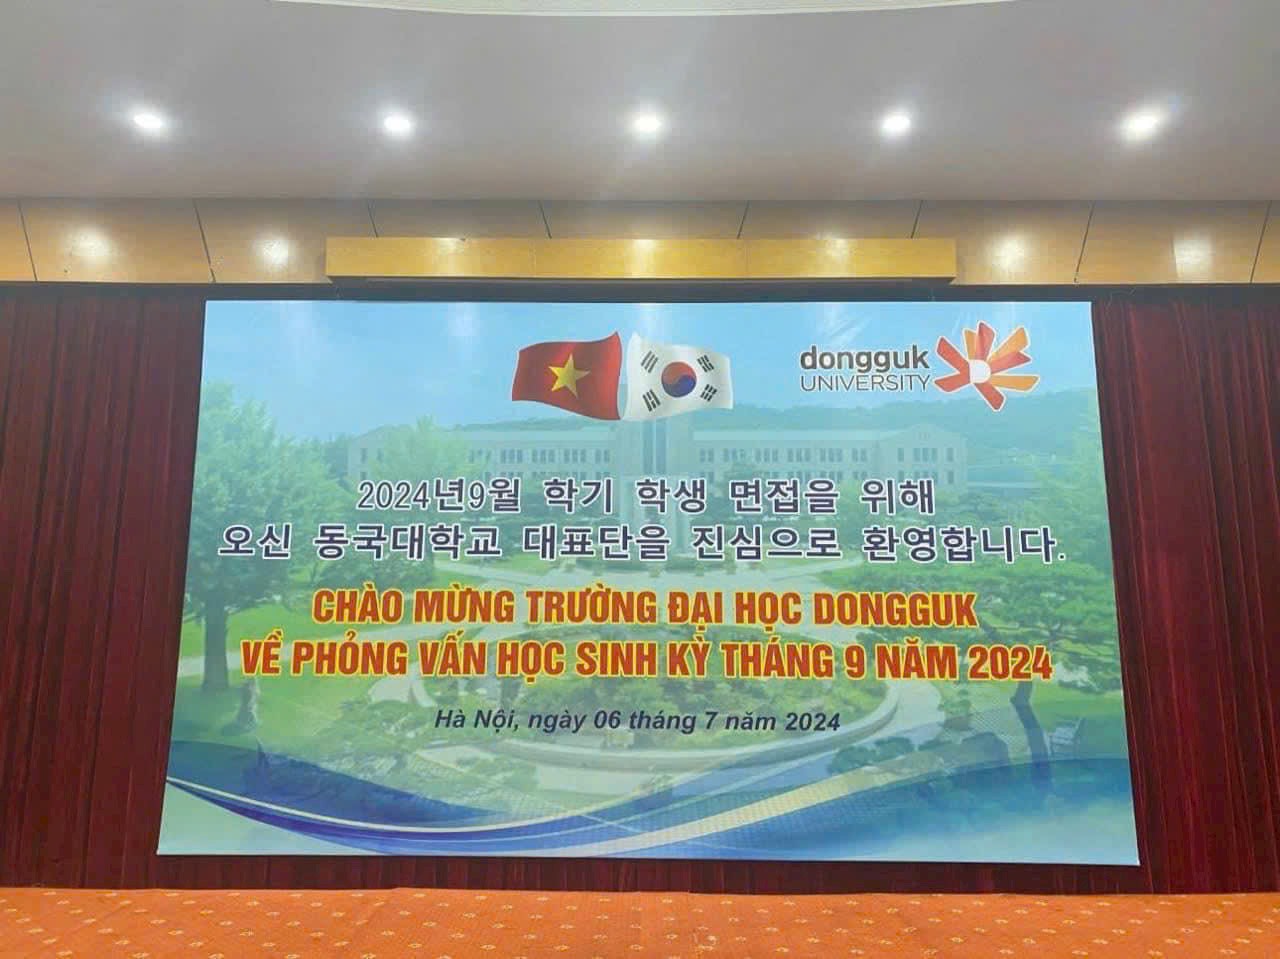 dongguk
UNIVERSITY
2024년9월 학기 학생 면접을 위해
오신 동국대학교 대표단을 진심으로 환영합니다.
CHÀO MỪNG TRƯỜNG ĐẠI HỌC DONGGUK
VỀ PHỎNG VẤN HỌC SINH KỲ THÁNG 9 NĂM 2024
Hà Nội, ngày 06 tháng 7 năm 2024